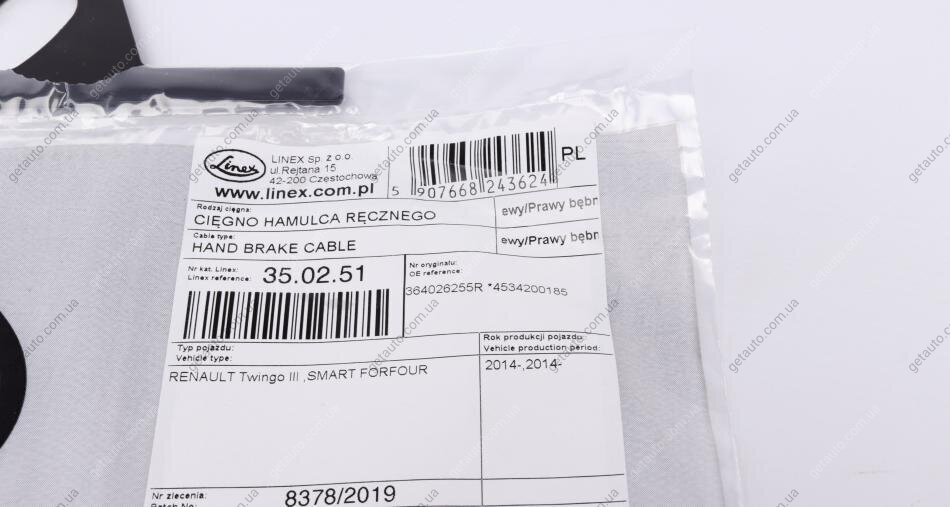 Linex
LINEX Sp. z o.o.
ul.Rejtana 15
42-200 Częstochowa
www.linex.com.pl
5 907668 243624
PL
Rodzaj cięgna:
CIĘGNO HAMULCA RĘCZNEGO
ewy/Prawy bębn
Cable type:
HAND BRAKE CABLE
ewy/Prawy bębn
Nr kat. Linex:
Linex reference:
35.02.51
Nr oryginału:
OE reference:
364026255R *4534200185
Typ pojazdu:
Vehicle type:
RENAULT Twingo III ,SMART FORFOUR
Rok produkcji pojazdu:
Vehicle production period:
2014-,2014-
Nr zlecenia:
Batch No:
8378/2019
getauto.com.ua